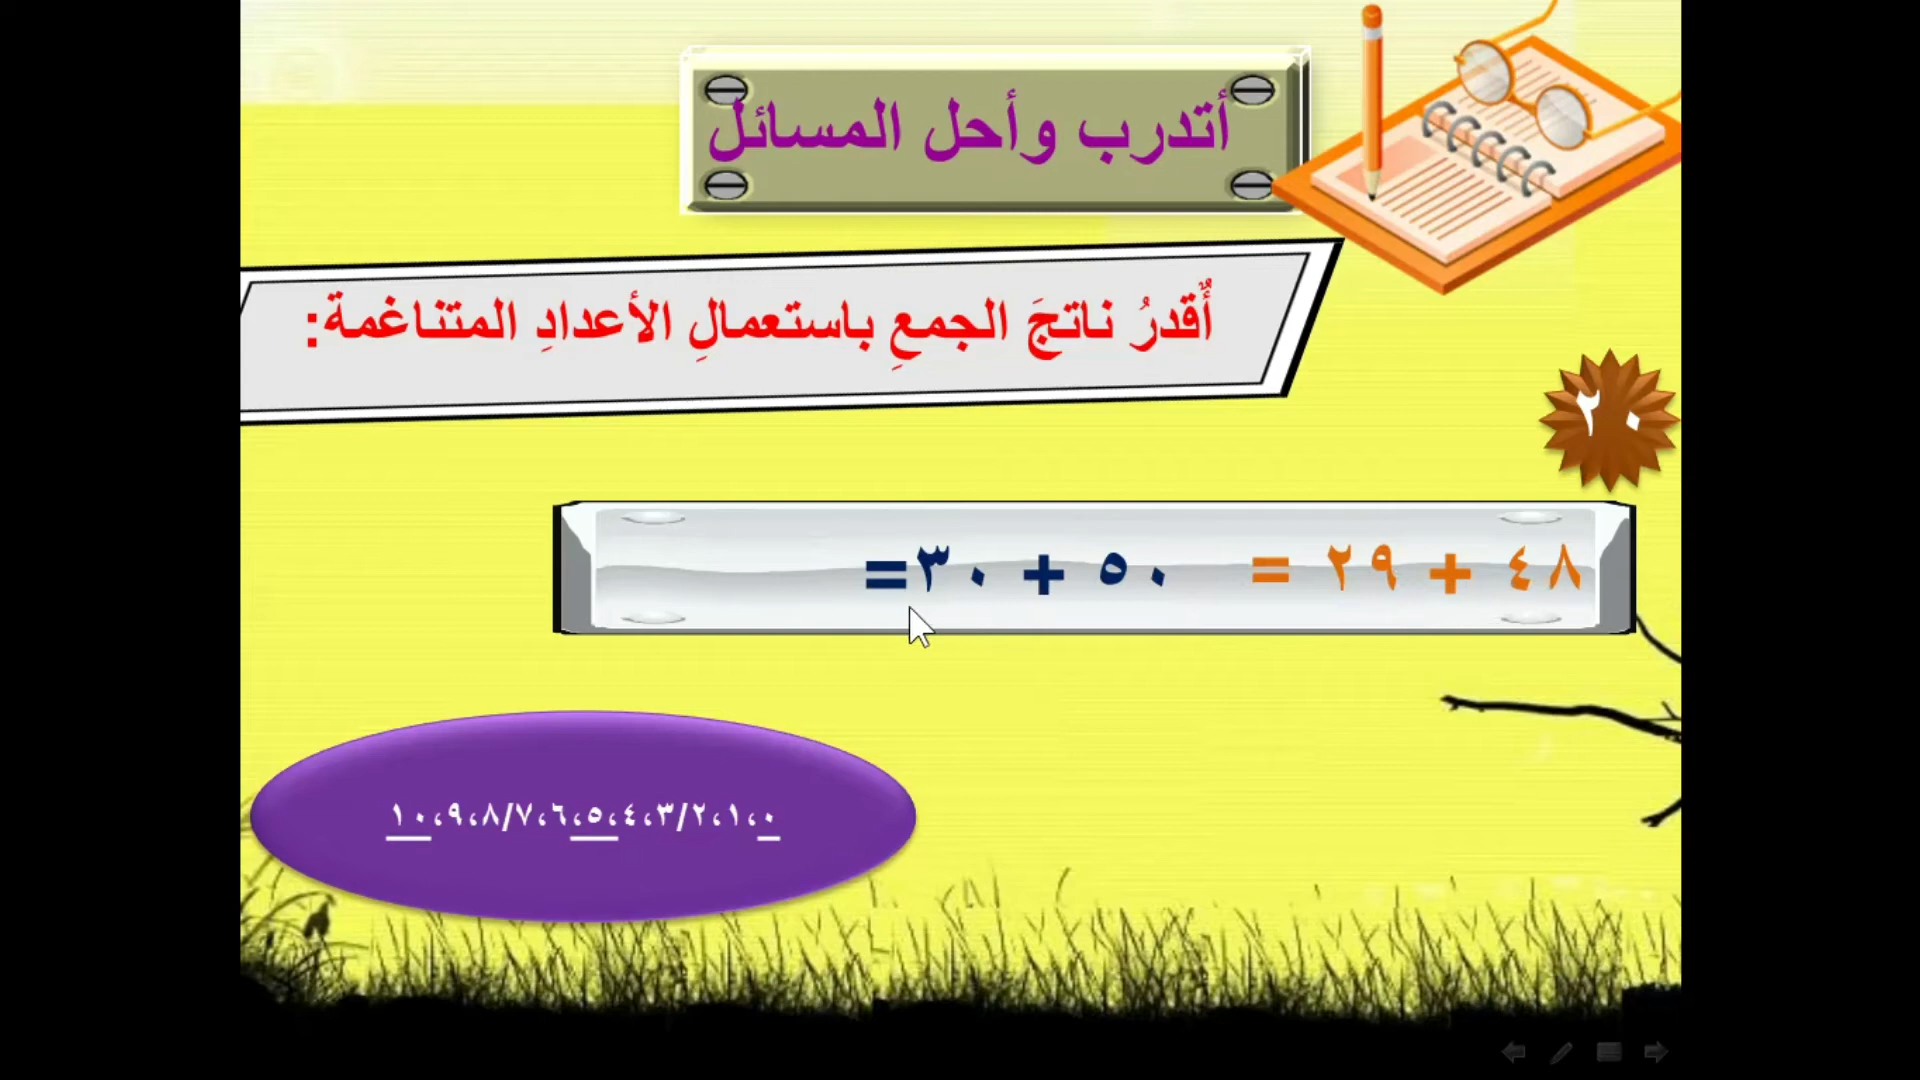 أتدرب وأحل المسائل
أُقدرُ ناتجَ الجمعِ باستعمالِ الأعدادِ المتناغمة:
٢٠
٤٨ + ٢٩ = ٥٠ + ٣٠=
٠،١،٢/٣،٤،٥،٦،٧/٨،٩،١٠